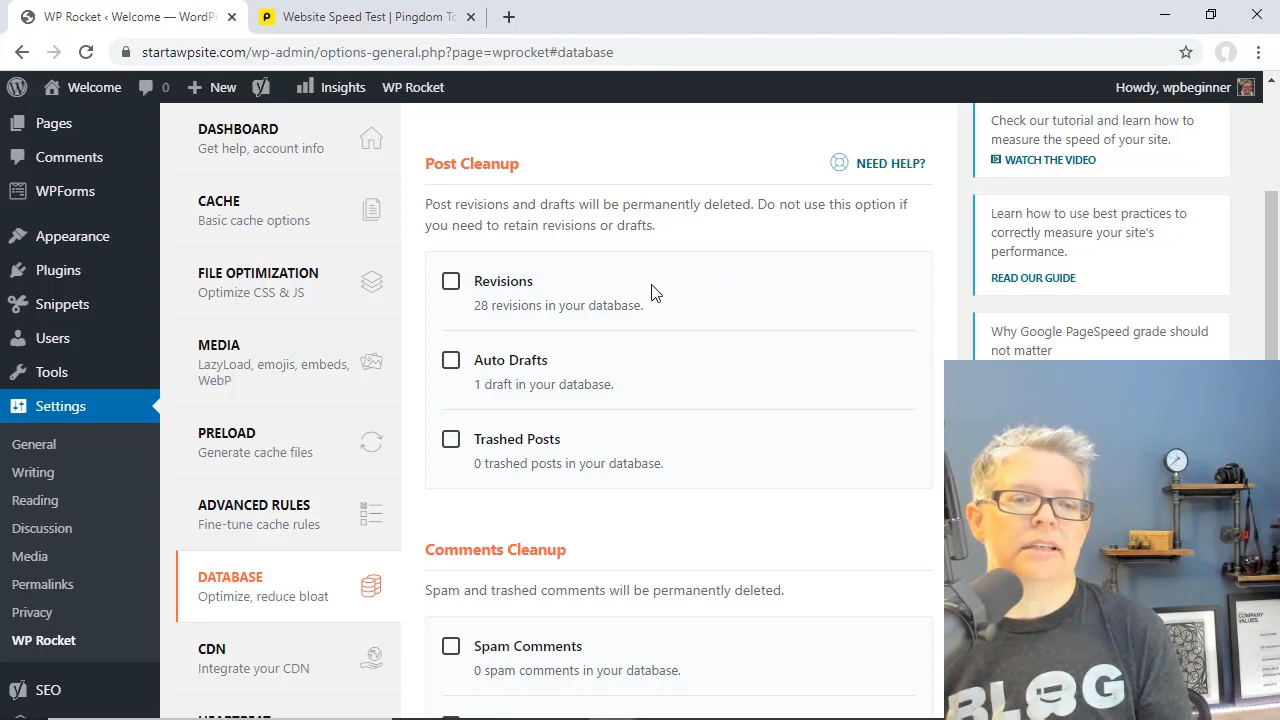 WP Rocket ‹ Welcome — WordPr
Website Speed Test | Pingdom To
startawpsite.com/wp-admin/options-general.php?page=wprocket#database
Welcome
0
New
Insights
WP Rocket
Howdy, wpbeginner
Pages
Comments
WPForms
Appearance
Plugins
Snippets
Users
Tools
Settings
General
Writing
Reading
Discussion
Media
Permalinks
Privacy
WP Rocket
SEO
DASHBOARD
Get help, account info
CACHE
Basic cache options
FILE OPTIMIZATION
Optimize CSS & JS
MEDIA
LazyLoad, emojis, embeds,
WebP
PRELOAD
Generate cache files
ADVANCED RULES
Fine-tune cache rules
DATABASE
Optimize, reduce bloat
CDN
Integrate your CDN
HEARTBEAT
Post Cleanup
NEED HELP?
Post revisions and drafts will be permanently deleted. Do not use this option if
you need to retain revisions or drafts.
Revisions
28 revisions in your database.
Auto Drafts
1 draft in your database.
Trashed Posts
0 trashed posts in your database.
Comments Cleanup
Spam and trashed comments will be permanently deleted.
Spam Comments
0 spam comments in your database.
Check our tutorial and learn how to
measure the speed of your site.
WATCH THE VIDEO
Learn how to use best practices to
correctly measure your site's
performance.
READ OUR GUIDE
Why Google PageSpeed grade should
not matter
COMPANY
VALUES
BLOG